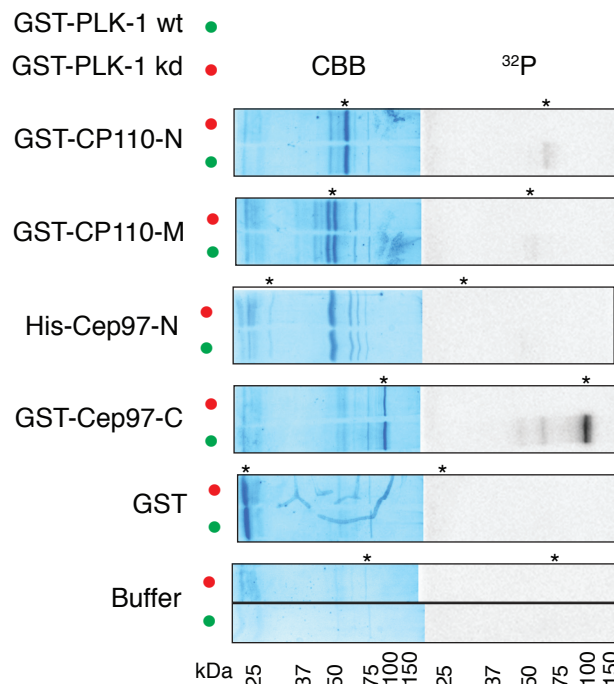 GST-PLK-1 wt
GST-PLK-1 kd CBB ³²P
* *
GST-CP110-N
* *
GST-CP110-M
* *
His-Cep97-N
* *
GST-Cep97-C
* *
GST
* *
Buffer
kDa 25 37 50 75 100 150 25 37 50 75 100 150